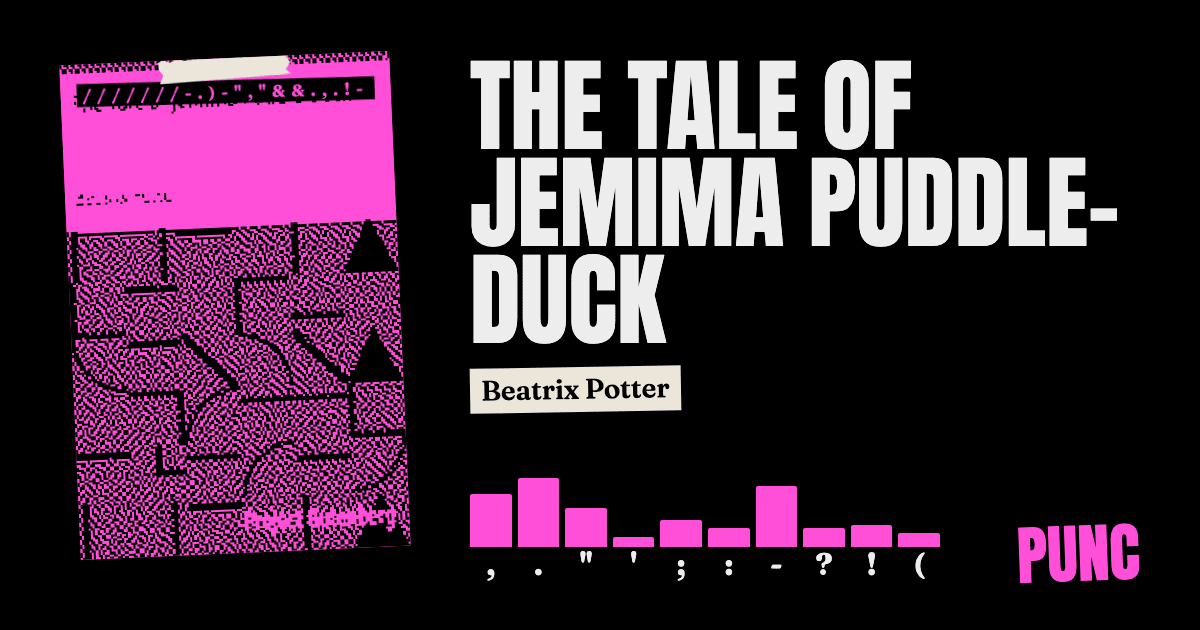 ///////-.)-","&&.,.!-
THE TALE OF
JEMIMA PUDDLE-
DUCK
Beatrix Potter
, . " ' ; : - ? ! (
PUNC